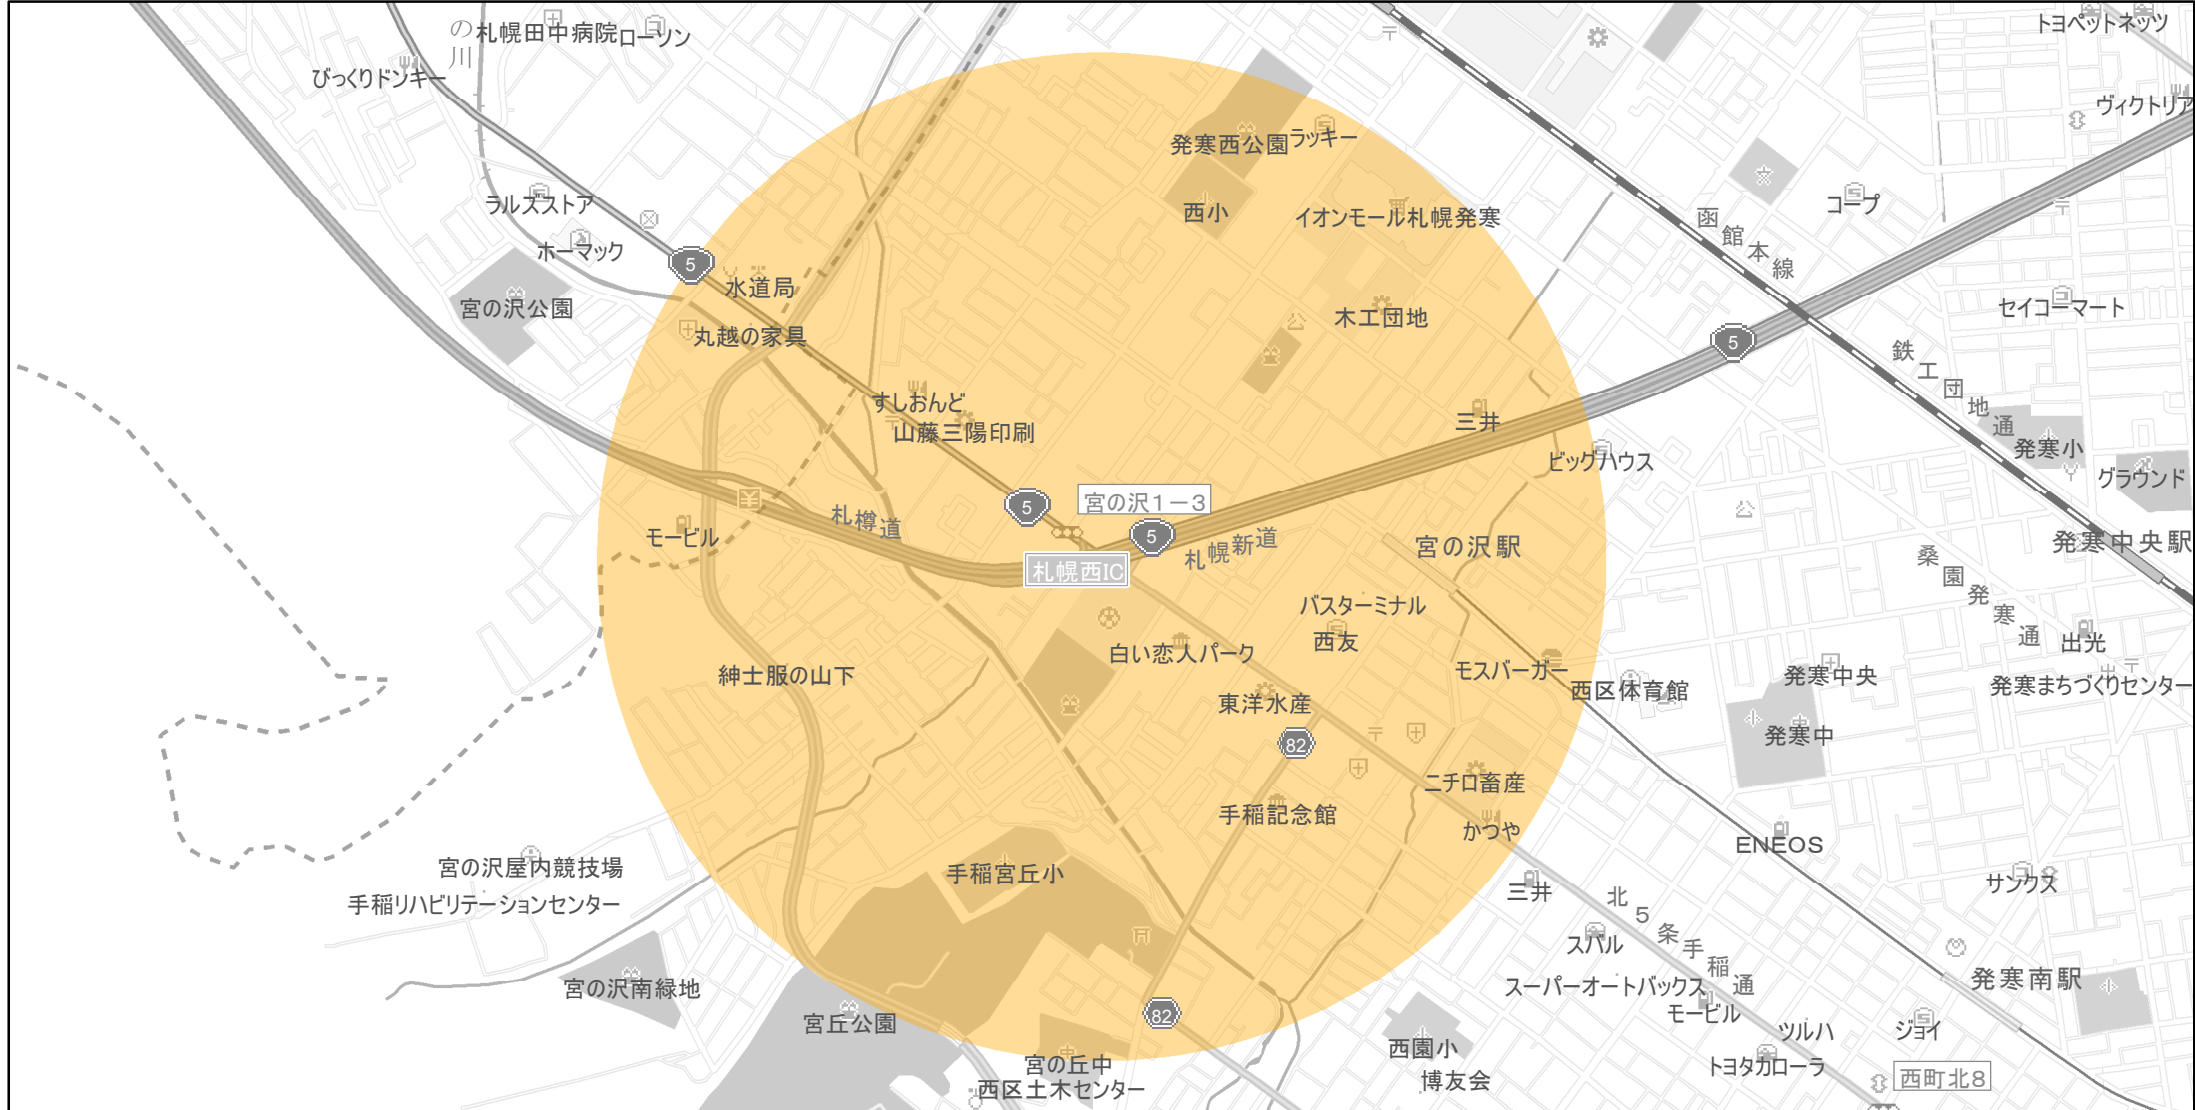 の川
札幌田中病院
ローソン
トヨペットネッツ
びっくりドンキー
ヴィクトリア
発寒西公園
ラッキー
ラルズストア
西小
イオンモール札幌発寒
コープ
函館本線
ホーマック
5
水道局
宮の沢公園
木工団地
セイコーマート
丸越の家具
5
鉄工団地通
すしおんど
三井
山藤三陽印刷
発寒小
ビッグハウス
グラウンド
宮の沢1-3
5
札樽道
5
モービル
札幌新道
宮の沢駅
発寒中央駅
札幌西IC
桑園発寒通
バスターミナル
西友
出光
白い恋人パーク
モスバーガー
紳士服の山下
西区体育館
発寒中央
発寒まちづくりセンター
東洋水産
発寒中
82
ニチロ畜産
手稲記念館
かつや
ENEOS
宮の沢屋内競技場
手稲宮丘小
手稲リハビリテーションセンター
三井
サンクス
北5条手稲通
スバル
宮の沢南緑地
スーパーオートバックス
発寒南駅
82
モービル
宮丘公園
ツルハ
ジョイ
西園小
宮の丘中
トヨタカローラ
博友会
西町北8
西区土木センター